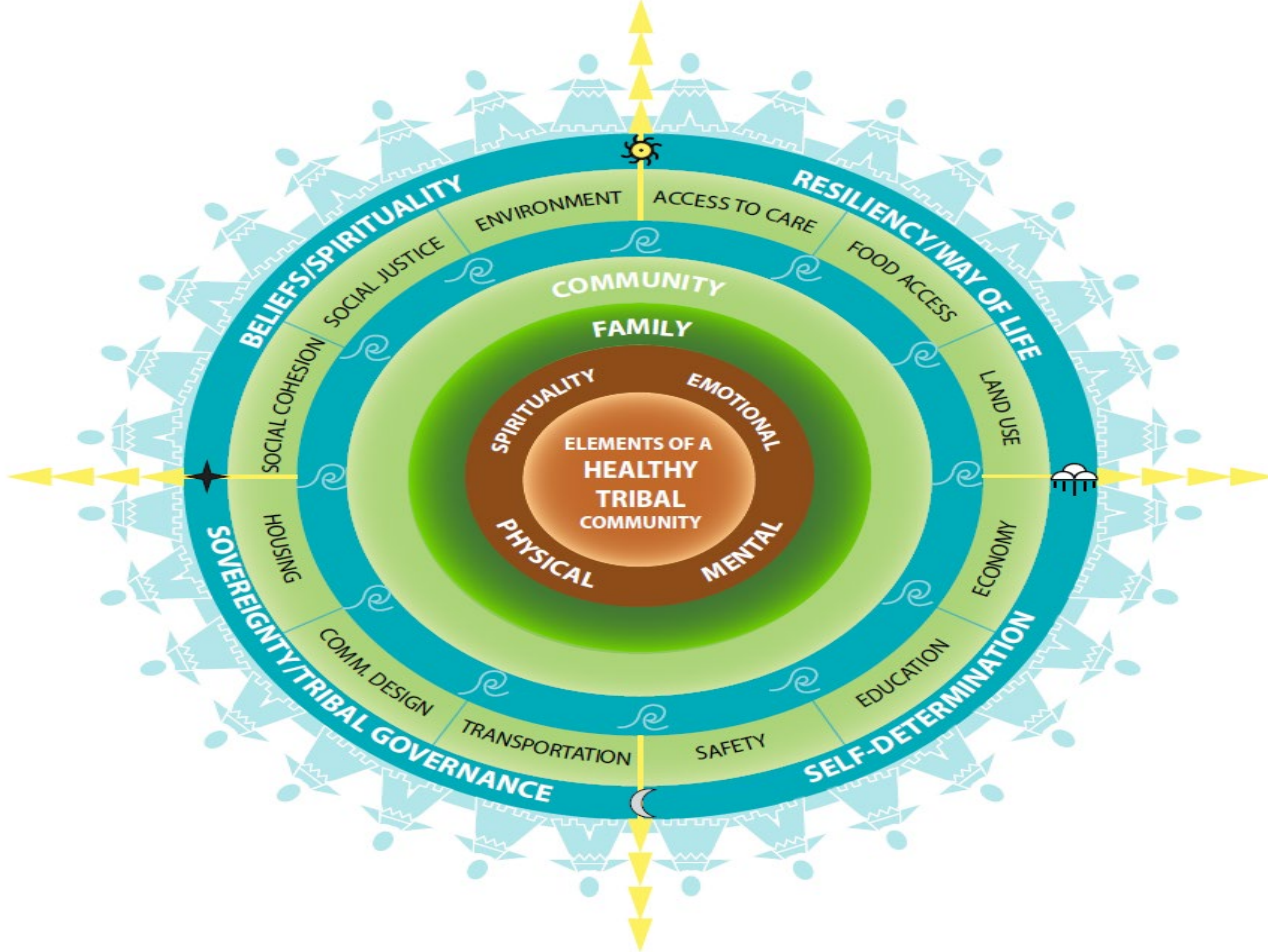 BELIEFS/SPIRITUALITY
RESILIENCY/WAY OF LIFE
SELF-DETERMINATION
SOVEREIGNTY/TRIBAL GOVERNANCE
ENVIRONMENT
ACCESS TO CARE
FOOD ACCESS
LAND USE
ECONOMY
EDUCATION
SAFETY
TRANSPORTATION
COMM. DESIGN
HOUSING
SOCIAL COHESION
SOCIAL JUSTICE
COMMUNITY
FAMILY
SPIRITUALITY
EMOTIONAL
MENTAL
PHYSICAL
ELEMENTS OF A
HEALTHY
TRIBAL
COMMUNITY